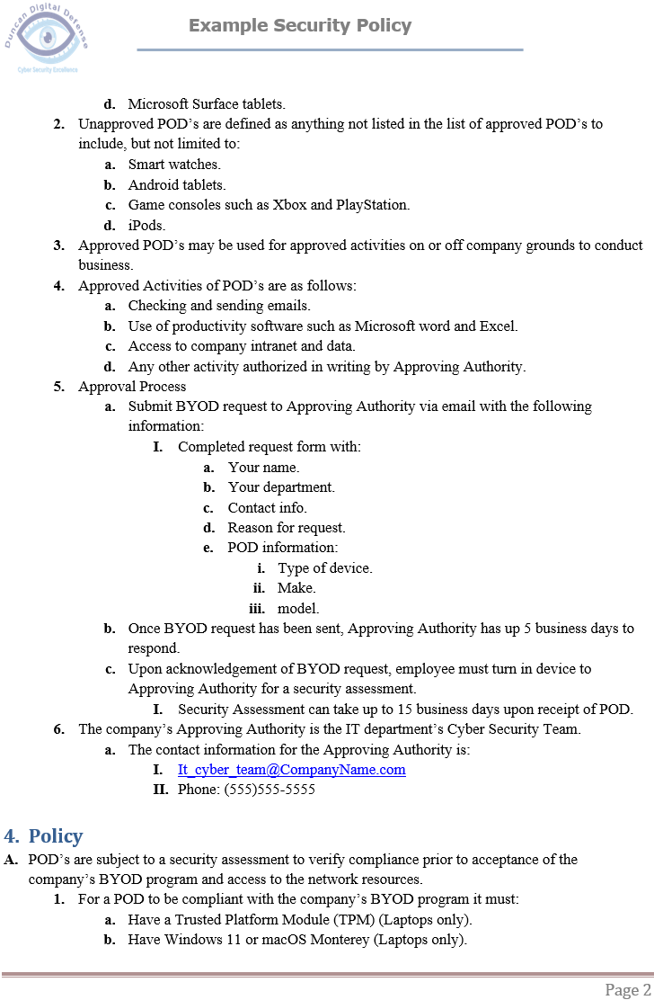 Duncan Digital Defense
Cyber Security Excellence
Example Security Policy
d. Microsoft Surface tablets.
2. Unapproved POD's are defined as anything not listed in the list of approved POD's to
include, but not limited to:
a. Smart watches.
b. Android tablets.
c. Game consoles such as Xbox and PlayStation.
d. iPods.
3. Approved POD's may be used for approved activities on or off company grounds to conduct
business.
4. Approved Activities of POD's are as follows:
a. Checking and sending emails.
b. Use of productivity software such as Microsoft word and Excel.
c. Access to company intranet and data.
d. Any other activity authorized in writing by Approving Authority.
5. Approval Process
a. Submit BYOD request to Approving Authority via email with the following
information:
I. Completed request form with:
a. Your name.
b. Your department.
c. Contact info.
d. Reason for request.
e. POD information:
i. Type of device.
ii. Make.
iii. model.
b. Once BYOD request has been sent, Approving Authority has up 5 business days to
respond.
c. Upon acknowledgement of BYOD request, employee must turn in device to
Approving Authority for a security assessment.
I. Security Assessment can take up to 15 business days upon receipt of POD.
6. The company's Approving Authority is the IT department's Cyber Security Team.
a. The contact information for the Approving Authority is:
I. It_cyber_team@CompanyName.com
II. Phone: (555)555-5555
4. Policy
A. POD's are subject to a security assessment to verify compliance prior to acceptance of the
company's BYOD program and access to the network resources.
1. For a POD to be compliant with the company's BYOD program it must:
a. Have a Trusted Platform Module (TPM) (Laptops only).
b. Have Windows 11 or macOS Monterey (Laptops only).
Page 2